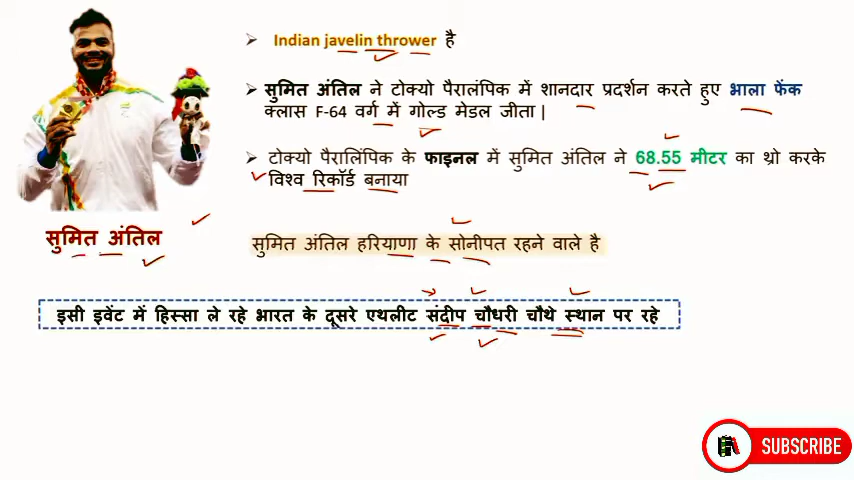 Indian javelin thrower है
सुमित अंतिल ने टोक्यो पैरालंपिक में शानदार प्रदर्शन करते हुए भाला फेंक
क्लास F-64 वर्ग में गोल्ड मेडल जीता|
टोक्यो पैरालिंपिक के फाइनल में सुमित अंतिल ने 68.55 मीटर का थ्रो करके
विश्व रिकॉर्ड बनाया
सुमित अंतिल
सुमित अंतिल हरियाणा के सोनीपत रहने वाले है
इसी इवेंट में हिस्सा ले रहे भारत के दूसरे एथलीट संदीप चौधरी चौथे स्थान पर रहे
SUBSCRIBE